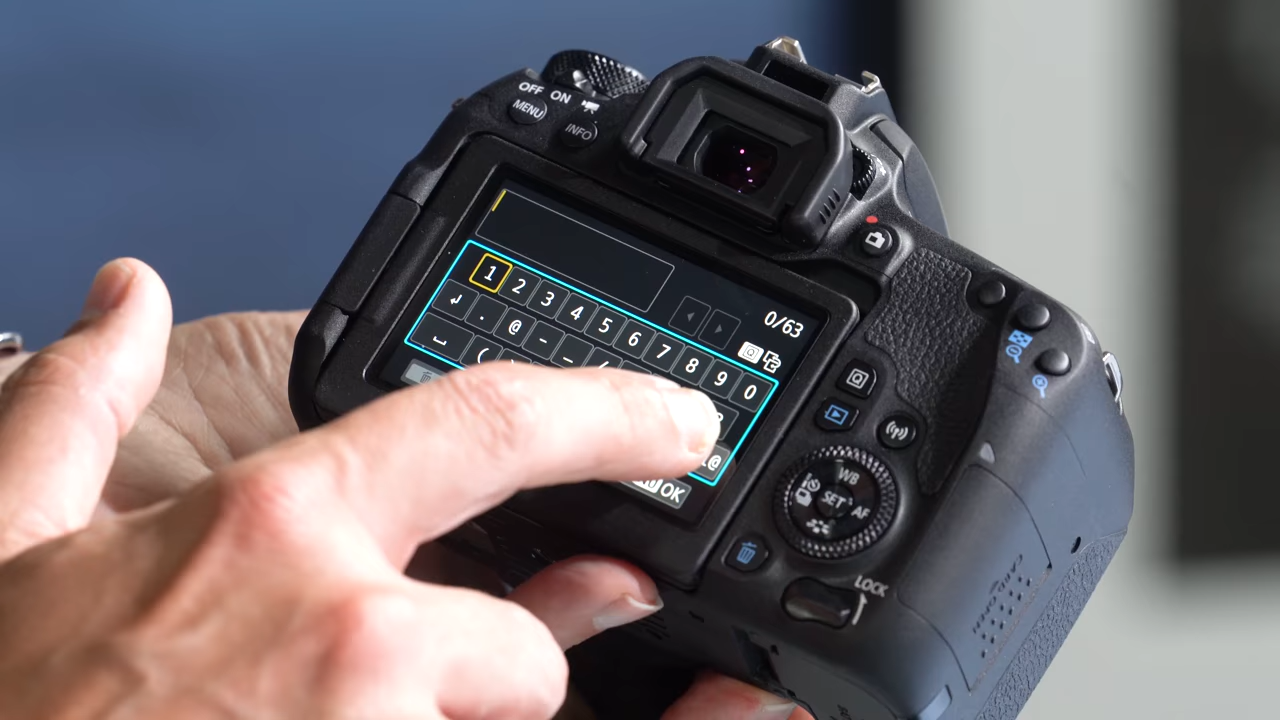 OFF ON
MENU
INFO
0/63
1 2 3 4 5 6 7 8 9 0
. @ - _ /
(
@
MENU OK
WB
SET
AF
LOCK